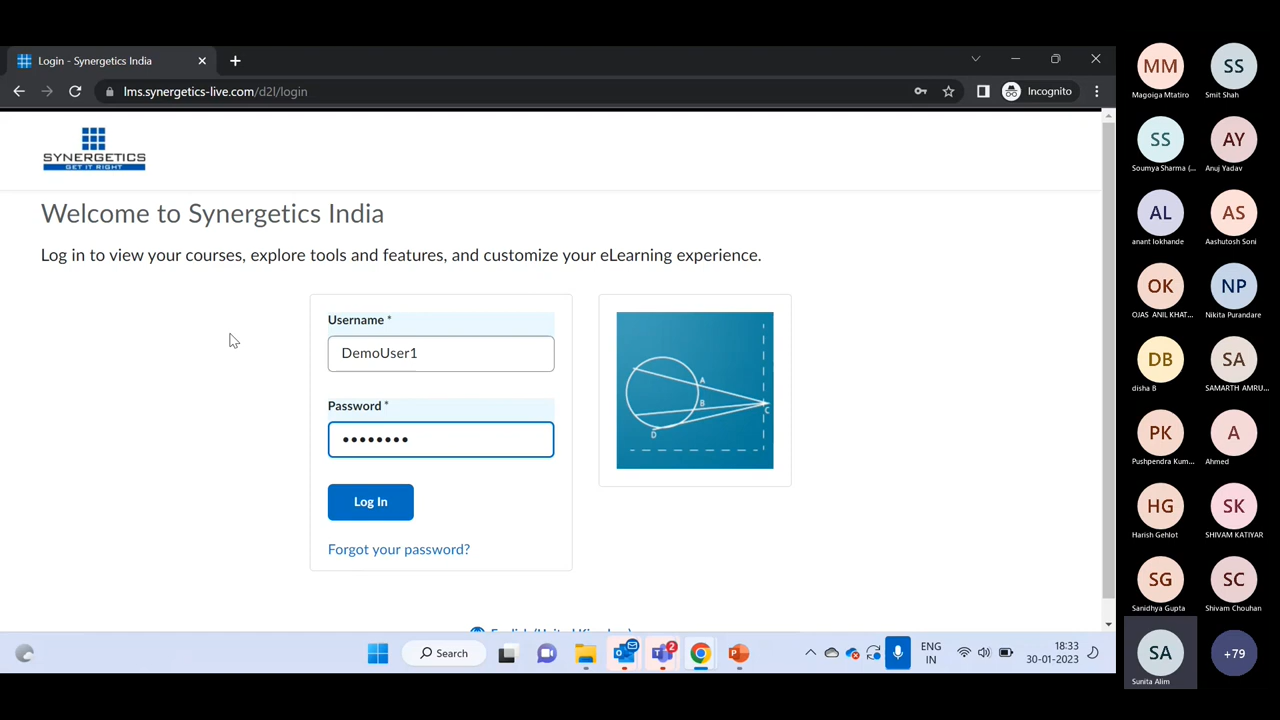 Login - Synergetics India
lms.synergetics-live.com/d2l/login
Incognito
SYNERGETICS
GET IT RIGHT
Welcome to Synergetics India
Log in to view your courses, explore tools and features, and customize your eLearning experience.
Username *
DemoUser1
Password *
••••••••
Log In
Forgot your password?
A
B
C
D
English (United Kingdom)
Search
2
ENG
IN
18:33
30-01-2023
MM
Magoiga Mtatiro
SS
Smit Shah
SS
Soumya Sharma (...
AY
Anuj Yadav
AL
anant lokhande
AS
Aashutosh Soni
OK
OJAS ANIL KHAT...
NP
Nikita Purandare
DB
disha B
SA
SAMARTH AMRU...
PK
Pushpendra Kum...
A
Ahmed
HG
Harish Gehlot
SK
SHIVAM KATIYAR
SG
Sanidhya Gupta
SC
Shivam Chouhan
SA
Sunita Alim
+79